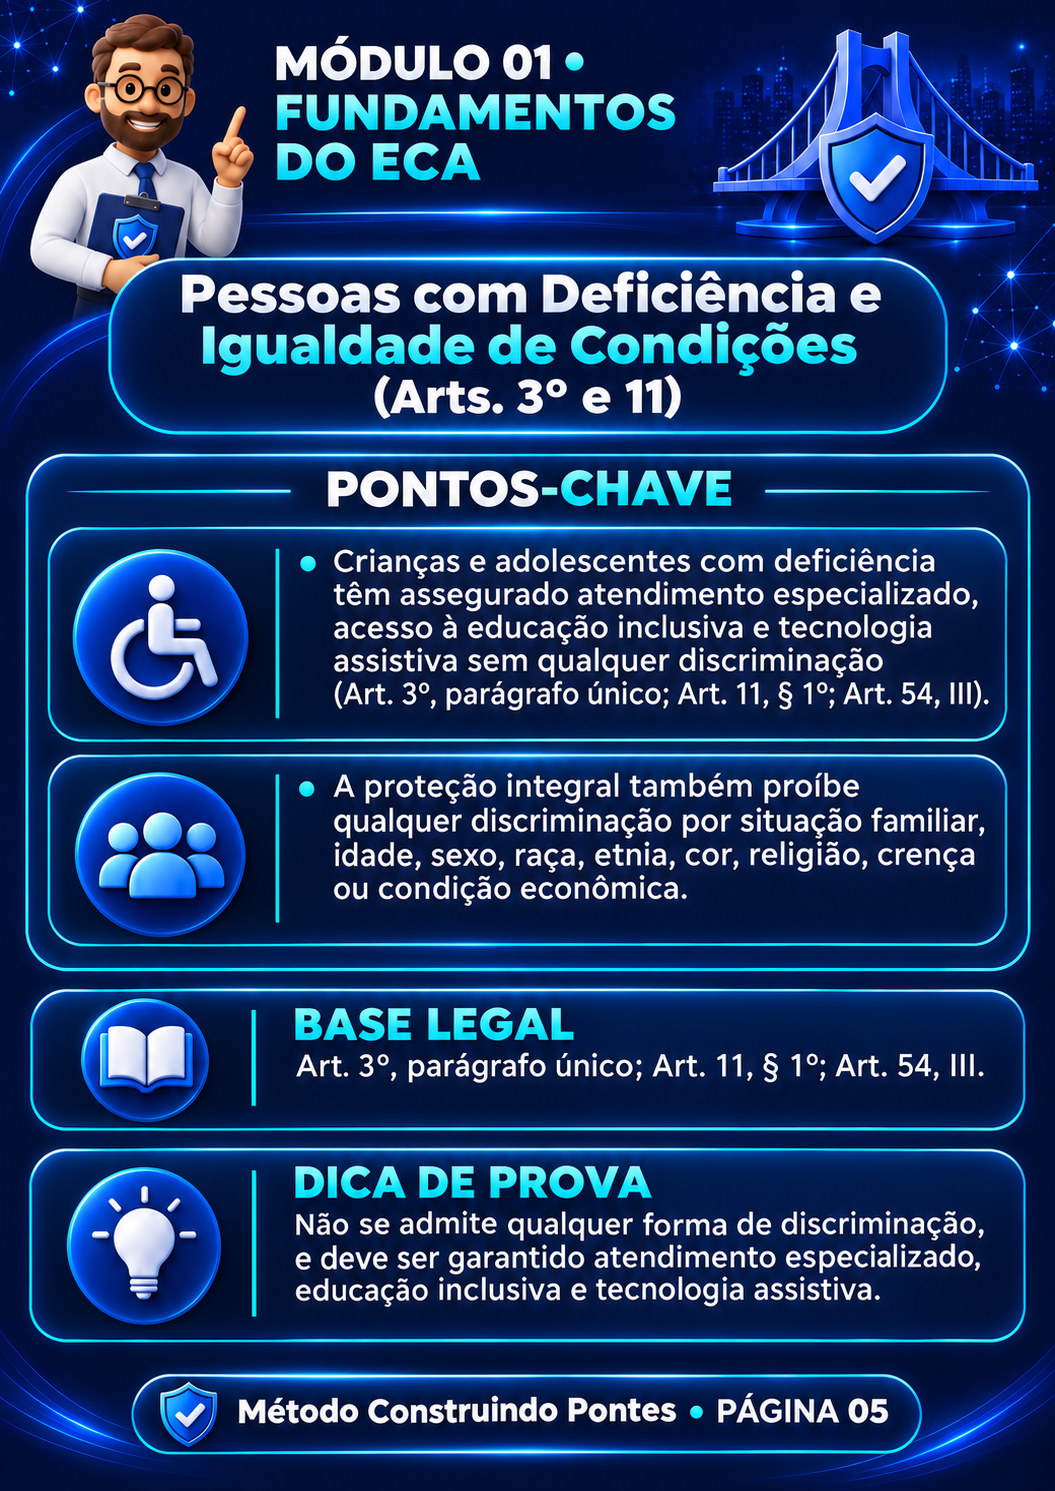 MÓDULO 01 •
FUNDAMENTOS
DO ECA
Pessoas com Deficiência e
Igualdade de Condições
(Arts. 3º e 11)
PONTOS-CHAVE
• Crianças e adolescentes com deficiência
têm assegurado atendimento especializado,
acesso à educação inclusiva e tecnologia
assistiva sem qualquer discriminação
(Art. 3º, parágrafo único; Art. 11, § 1º; Art. 54, III).
• A proteção integral também proíbe
qualquer discriminação por situação familiar,
idade, sexo, raça, etnia, cor, religião, crença
ou condição econômica.
BASE LEGAL
Art. 3º, parágrafo único; Art. 11, § 1º; Art. 54, III.
DICA DE PROVA
Não se admite qualquer forma de discriminação,
e deve ser garantido atendimento especializado,
educação inclusiva e tecnologia assistiva.
Método Construindo Pontes • PÁGINA 05